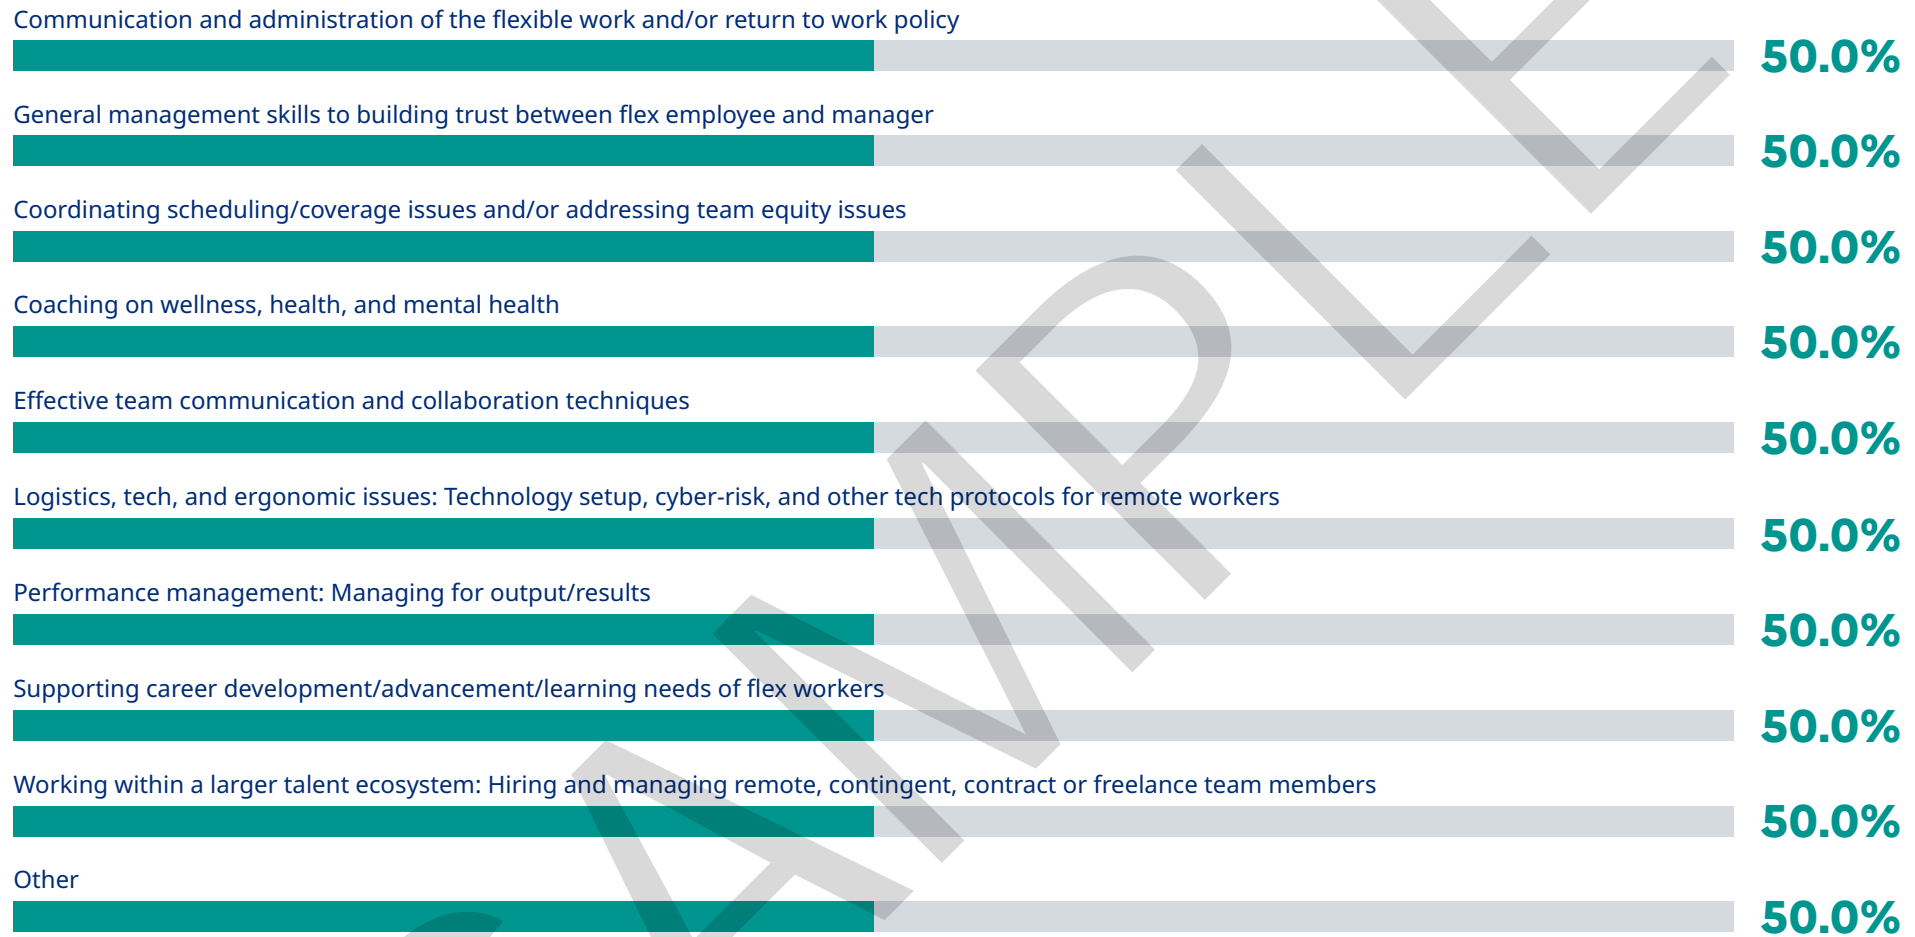 Communication and administration of the flexible work and/or return to work policy
50.0%
General management skills to building trust between flex employee and manager
50.0%
Coordinating scheduling/coverage issues and/or addressing team equity issues
50.0%
Coaching on wellness, health, and mental health
50.0%
Effective team communication and collaboration techniques
50.0%
Logistics, tech, and ergonomic issues: Technology setup, cyber-risk, and other tech protocols for remote workers
50.0%
Performance management: Managing for output/results
50.0%
Supporting career development/advancement/learning needs of flex workers
50.0%
Working within a larger talent ecosystem: Hiring and managing remote, contingent, contract or freelance team members
50.0%
Other
50.0%
SAMPLE